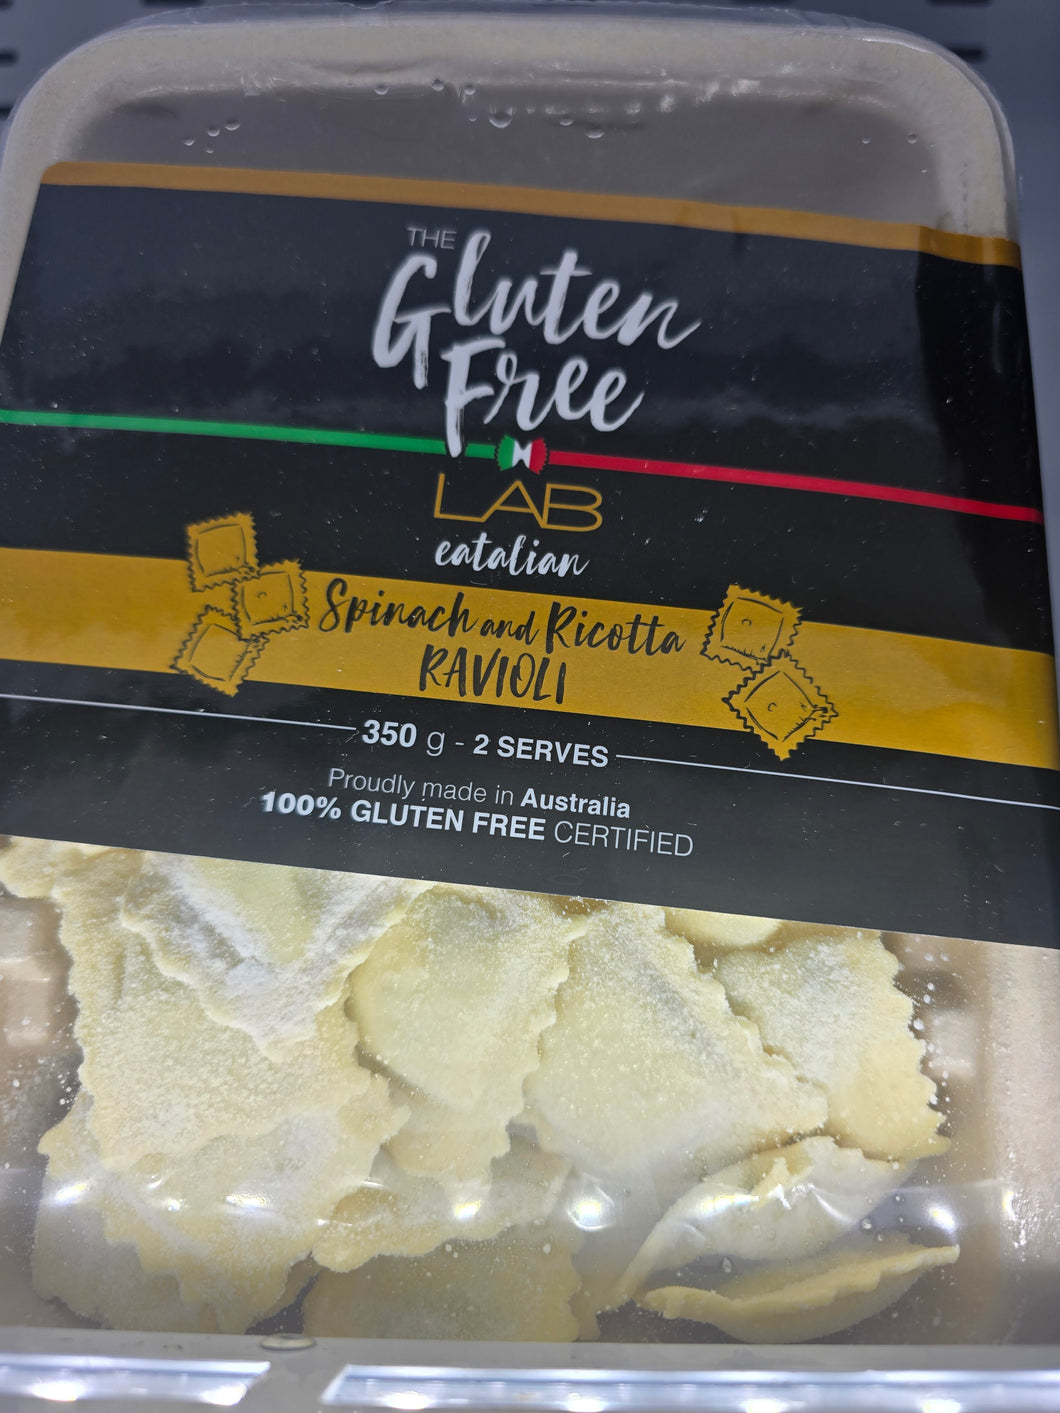 THE
Gluten
Free
LAB
eatalian
Spinach and Ricotta
RAVIOLI
350 g - 2 SERVES
Proudly made in Australia
100% GLUTEN FREE CERTIFIED